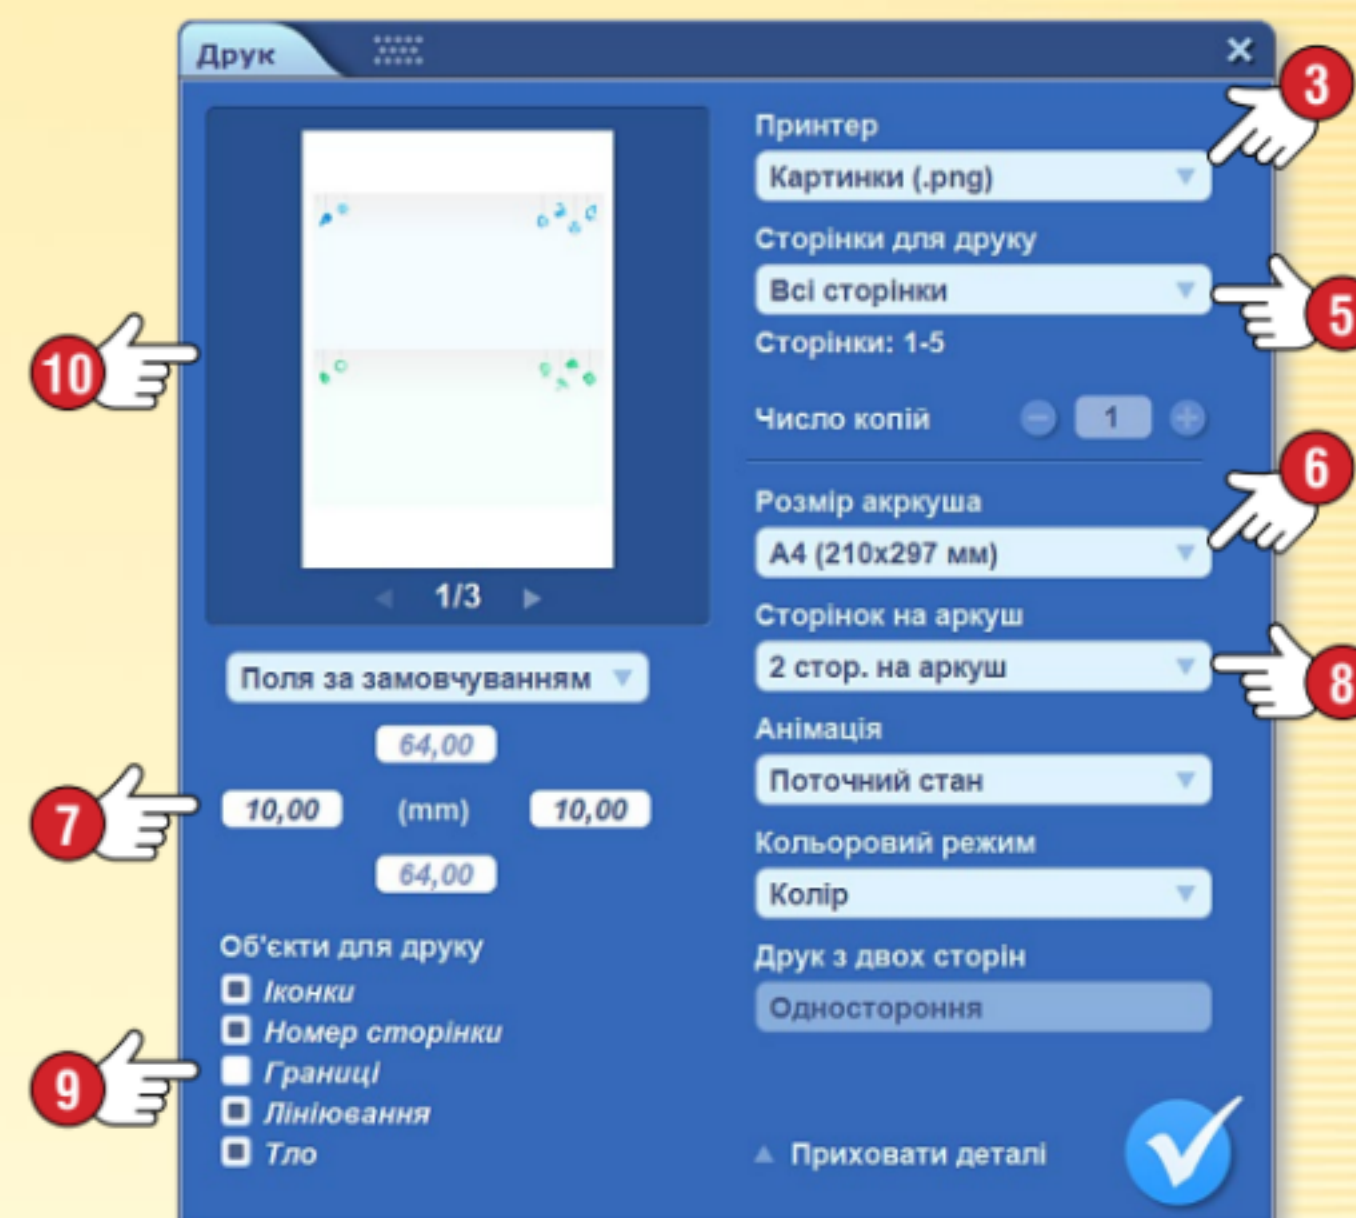 Друк
3
Принтер
Картинки (.png)
Сторінки для друку
Всі сторінки
5
Сторінки: 1-5
10
Число копій
1
6
Розмір акркуша
А4 (210х297 мм)
1/3
Сторінок на аркуш
2 стор. на аркуш
8
Поля за замовчуванням
Анімація
64,00
Поточний стан
7
10,00
(mm)
10,00
Кольоровий режим
64,00
Колір
Об'єкти для друку
Друк з двох сторін
Іконки
Одностороння
Номер сторінки
9
Границі
Лініювання
Тло
Приховати деталі